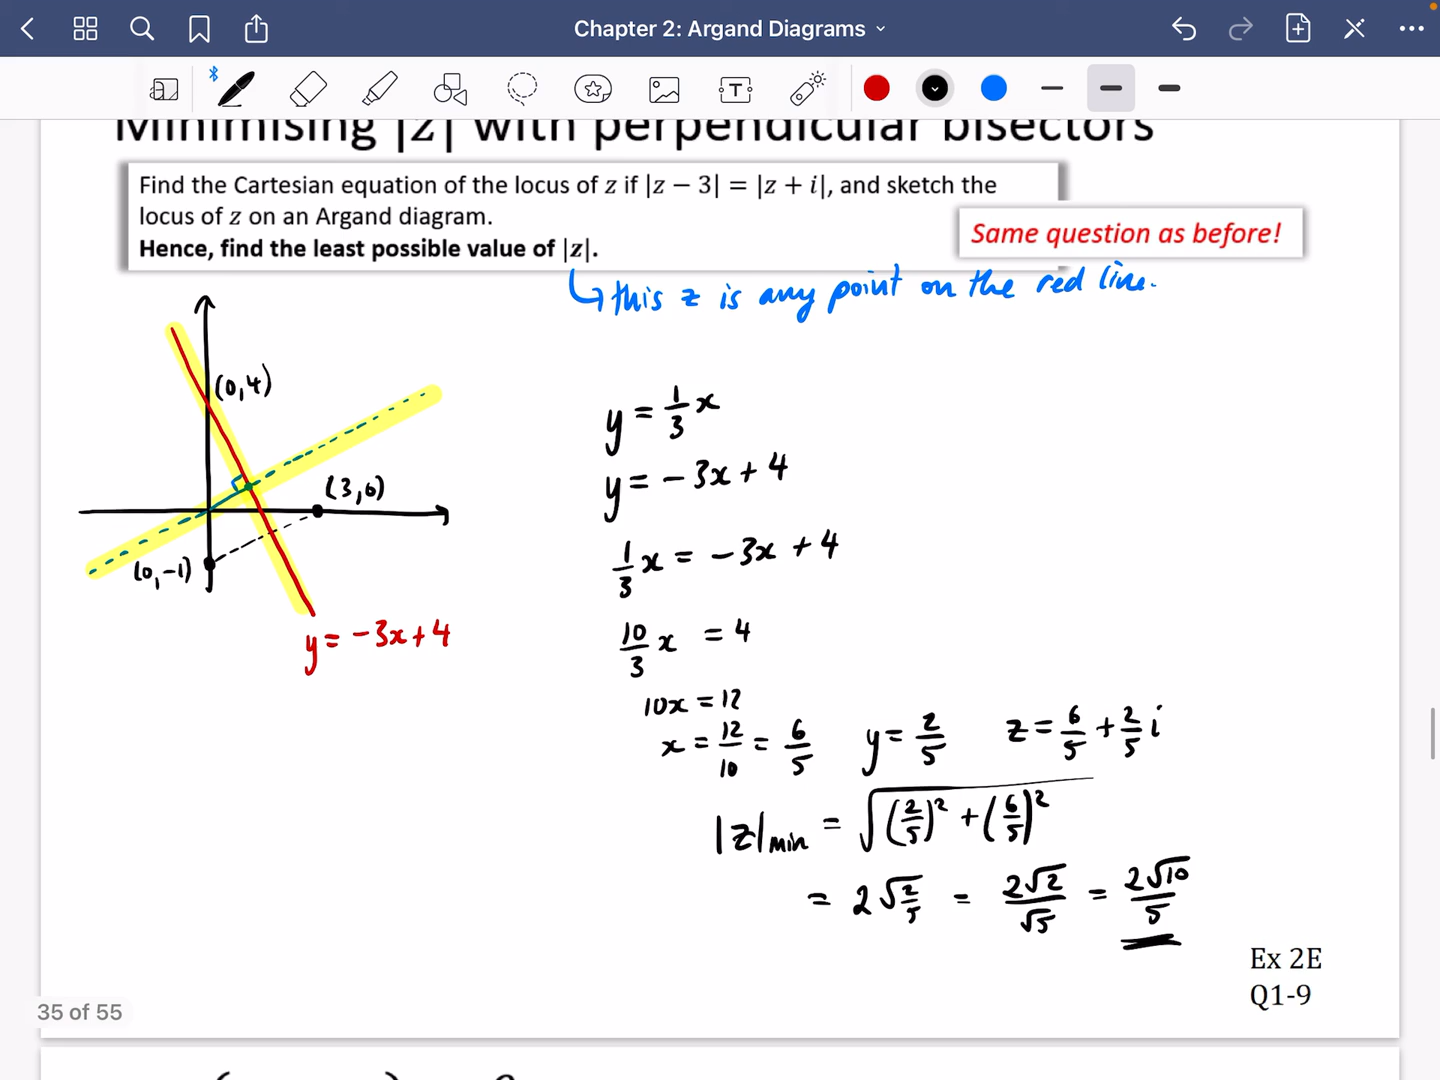 Chapter 2: Argand Diagrams
Minimising |z| with perpendicular bisectors
Find the Cartesian equation of the locus of z if |z − 3| = |z + i|, and sketch the
locus of z on an Argand diagram.
Hence, find the least possible value of |z|.
Same question as before!
this z is any point on the red line.
(0,4)
(3,0)
(0,-1)
y = -3x + 4
y = 1/3 x
y = -3x + 4
1/3 x = -3x + 4
10/3 x = 4
10x = 12
x = 12/10 = 6/5 y = 2/5 z = 6/5 + 2/5 i
|z|min = √((2/5)² + (6/5)²)
= 2√(2/5) = 2√2/√5 = 2√10/5
Ex 2E
Q1-9
35 of 55